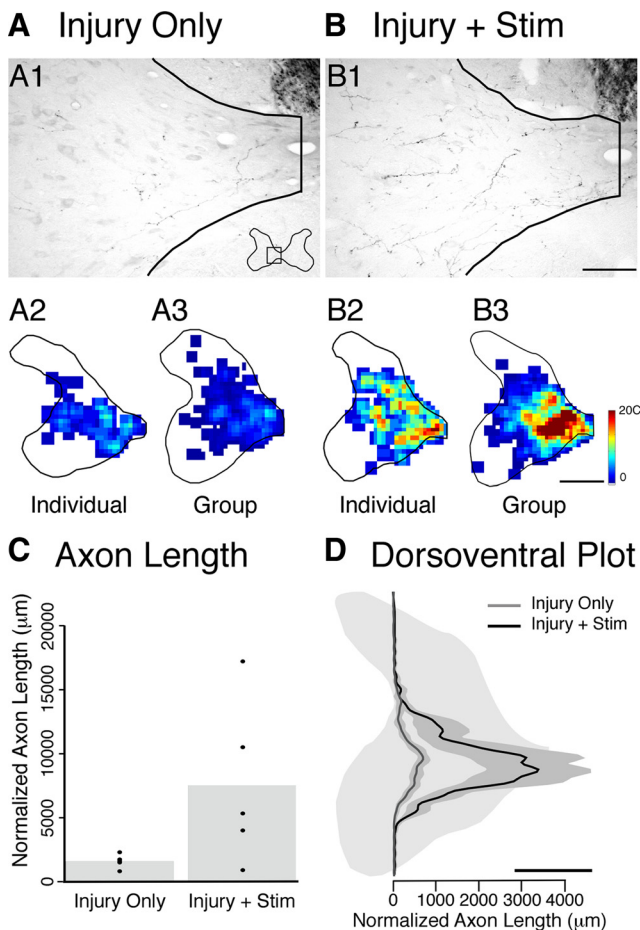 A Injury Only
B Injury + Stim
A1
B1
A2
A3
B2
B3
20C
0
Individual
Group
Individual
Group
C Axon Length
D Dorsoventral Plot
Normalized Axon Length (μm)
20000
15000
10000
5000
0
Injury Only
Injury + Stim
Injury Only
Injury + Stim
0 1000 2000 3000 4000
Normalized Axon Length (μm)